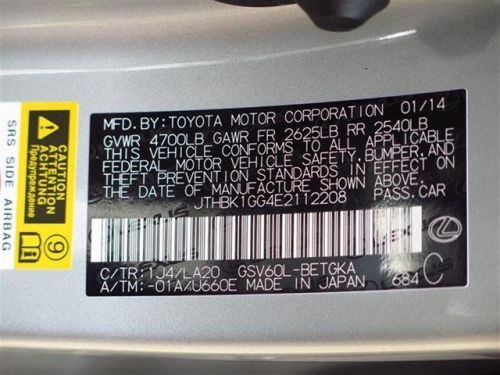 MFD.BY: TOYOTA MOTOR CORPORATION 01/14
GVWR 4700LB GAWR FR 2625LB RR 2540LB
THIS VEHICLE CONFORMS TO ALL APPLICABLE
FEDERAL MOTOR VEHICLE SAFETY, BUMPER, AND
THEFT PREVENTION STANDARDS IN EFFECT ON
THE DATE OF MANUFACTURE SHOWN ABOVE.
JTHBK1GG4E2112208 PASS.CAR
C/TR: 1J4/LA20 GSV60L-BETGKA
A/TM: -01A/U660E MADE IN JAPAN 684 C
SRS SIDE AIRBAG
CAUTION
ACHTUNG
Предупреждение
9